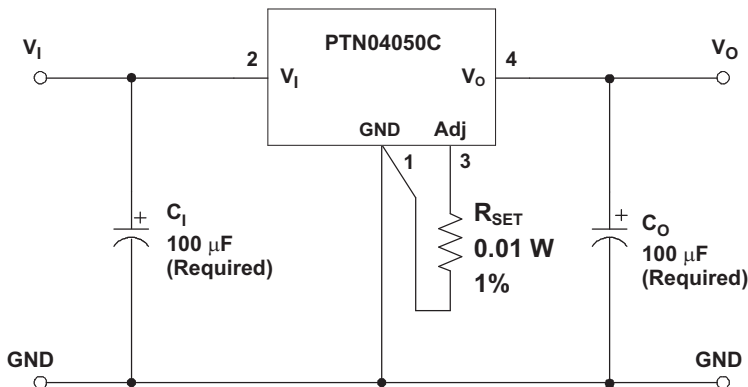 PTN04050C
VI
2
VI
VO
4
VO
GND
Adj
1
3
CI
100 μF
(Required)
RSET
0.01 W
1%
CO
100 μF
(Required)
GND
GND
+
+